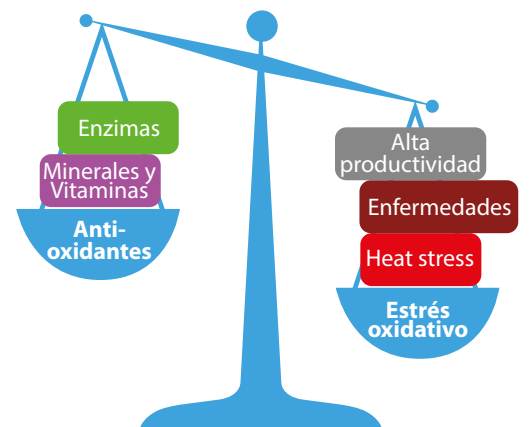 Enzimas
Minerales y
Vitaminas
Anti-
oxidantes
Alta
productividad
Enfermedades
Heat stress
Estrés
oxidativo